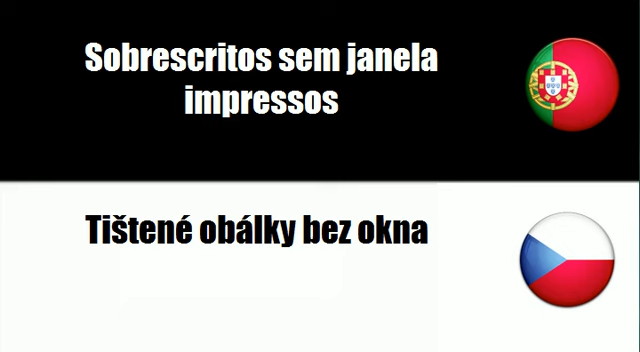 Sobrescritos sem janela
impressos
Tištené obálky bez okna